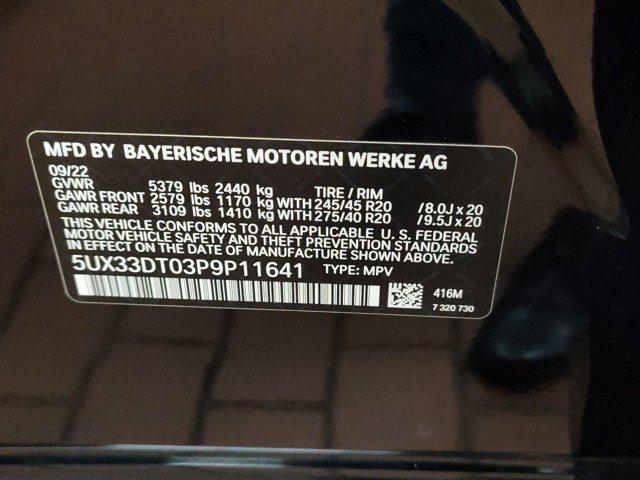 MFD BY BAYERISCHE MOTOREN WERKE AG
09/22
GVWR 5379 lbs 2440 kg TIRE / RIM
GAWR FRONT 2579 lbs 1170 kg WITH 245/45 R20 /8.0J x 20
GAWR REAR 3109 lbs 1410 kg WITH 275/40 R20 /9.5J x 20
THIS VEHICLE CONFORMS TO ALL APPLICABLE U. S. FEDERAL
MOTOR VEHICLE SAFETY AND THEFT PREVENTION STANDARDS
IN EFFECT ON THE DATE OF MANUFACTURE SHOWN ABOVE.
5UX33DT03P9P11641 TYPE: MPV
416M
7 320 730